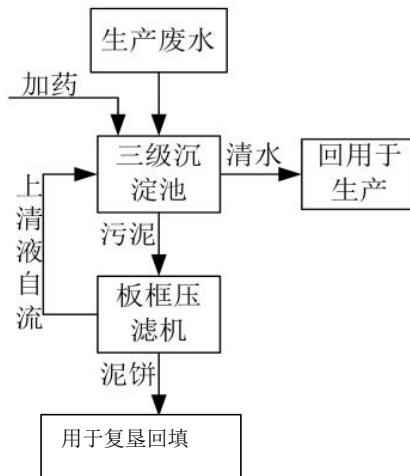 生产废水
加药
三级沉
淀池
清水
回用于
生产
上
清
液
自
流
污泥
板框压
滤机
泥饼
用于复垦回填